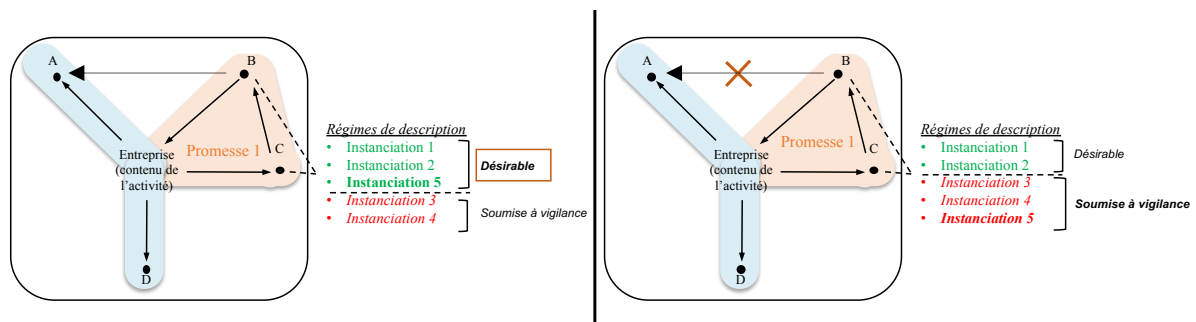 A
B
C
Promesse 1
Entreprise
(contenu de
l'activité)
D
Régimes de description
• Instanciation 1
• Instanciation 2
• Instanciation 5
• Instanciation 3
• Instanciation 4
Désirable
Soumise à vigilance
A
B
C
Promesse 1
Entreprise
(contenu de
l'activité)
D
Régimes de description
• Instanciation 1
• Instanciation 2
• Instanciation 3
• Instanciation 4
• Instanciation 5
Désirable
Soumise à vigilance